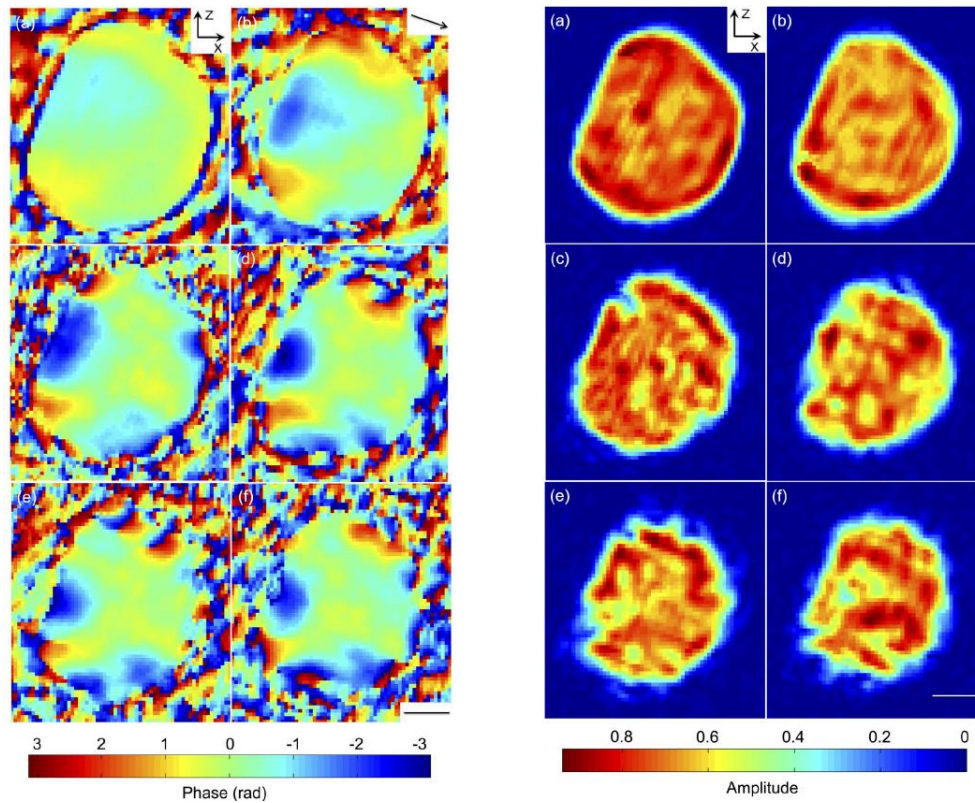 (a) z x (b)
(c) (d)
(e) (f)
3 2 1 0 -1 -2 -3
Phase (rad)
(a) z x (b)
(c) (d)
(e) (f)
0.8 0.6 0.4 0.2 0
Amplitude